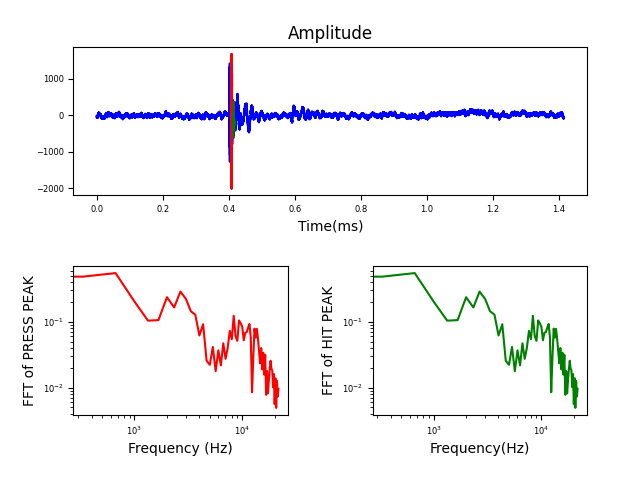 Amplitude
1000
0
−1000
−2000
0.0 0.2 0.4 0.6 0.8 1.0 1.2 1.4
Time(ms)
FFT of PRESS PEAK
10⁻¹
10⁻²
10³ 10⁴
Frequency (Hz)
FFT of HIT PEAK
10⁻¹
10⁻²
10³ 10⁴
Frequency(Hz)